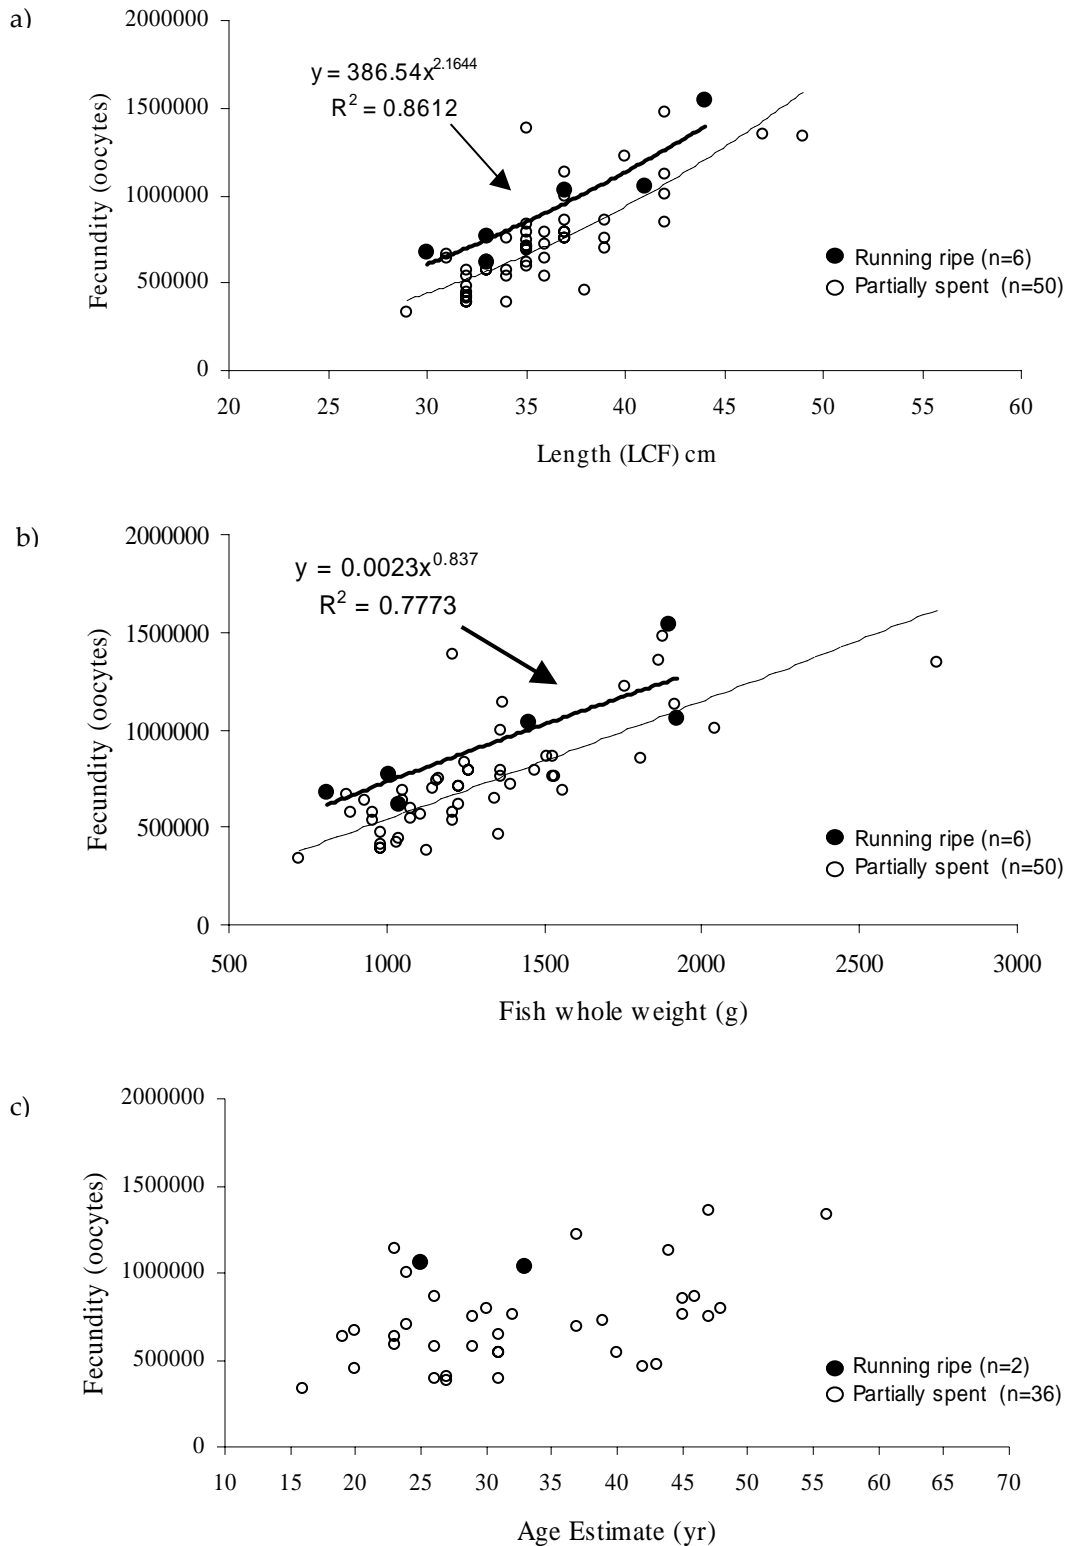 a)
2000000
1500000
1000000
500000
0
Fecundity (oocytes)
y = 386.54x^2.1644
R² = 0.8612
Running ripe (n=6)
Partially spent (n=50)
20 25 30 35 40 45 50 55 60
Length (LCF) cm
b)
2000000
1500000
1000000
500000
0
Fecundity (oocytes)
y = 0.0023x^0.837
R² = 0.7773
Running ripe (n=6)
Partially spent (n=50)
500 1000 1500 2000 2500 3000
Fish whole weight (g)
c)
2000000
1500000
1000000
500000
0
Fecundity (oocytes)
Running ripe (n=2)
Partially spent (n=36)
10 15 20 25 30 35 40 45 50 55 60 65 70
Age Estimate (yr)